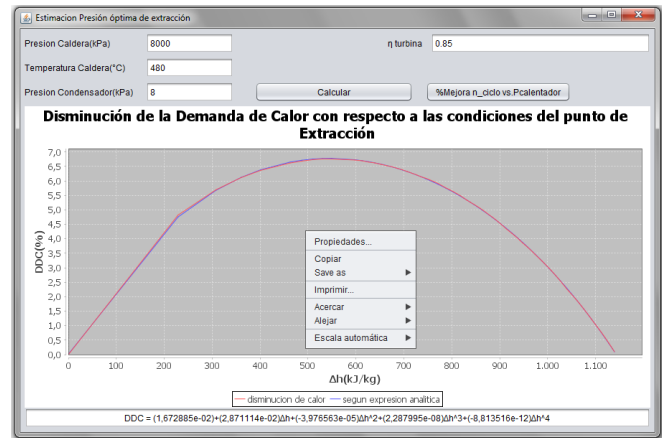 Estimacion Presión óptima de extracción
Presion Caldera(kPa) 8000 η turbina 0.85
Temperatura Caldera(°C) 480
Presion Condensador(kPa) 8 Calcular %Mejora n_ciclo vs.Pcalentador
Disminución de la Demanda de Calor con respecto a las condiciones del punto de
Extracción
7,0
6,5
6,0
5,5
5,0
4,5
4,0
3,5
3,0
2,5
2,0
1,5
1,0
0,5
0,0
DDC(%)
Propiedades...
Copiar
Save as
Imprimir...
Acercar
Alejar
Escala automática
0 100 200 300 400 500 600 700 800 900 1.000 1.100
Δh(kJ/kg)
disminucion de calor segun expresion analitica
DDC = (1,672885e-02)+(2,871114e-02)Δh+(-3,976563e-05)Δh^2+(2,287995e-08)Δh^3+(-8,813516e-12)Δh^4